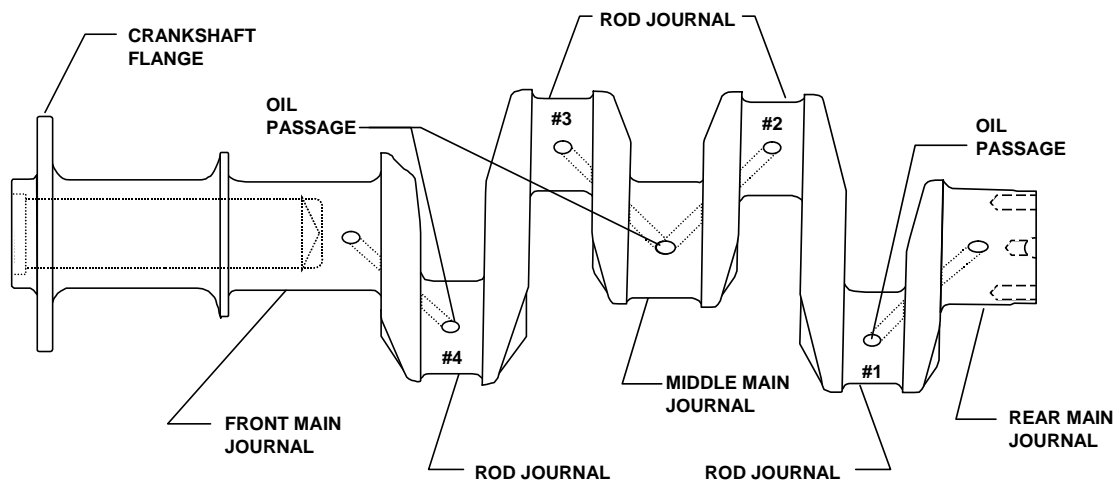 ROD JOURNAL
CRANKSHAFT
FLANGE
OIL
PASSAGE
#3
#2
OIL
PASSAGE
#4
#1
MIDDLE MAIN
JOURNAL
FRONT MAIN
JOURNAL
REAR MAIN
JOURNAL
ROD JOURNAL
ROD JOURNAL